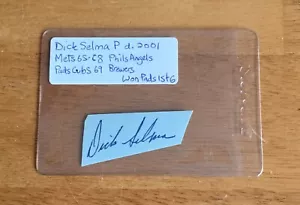 Dick Selma P d. 2001
Mets 65-68 Phils Angels
Pads Cubs 69 Brewers
Won Pads 1st G
Dick Selma